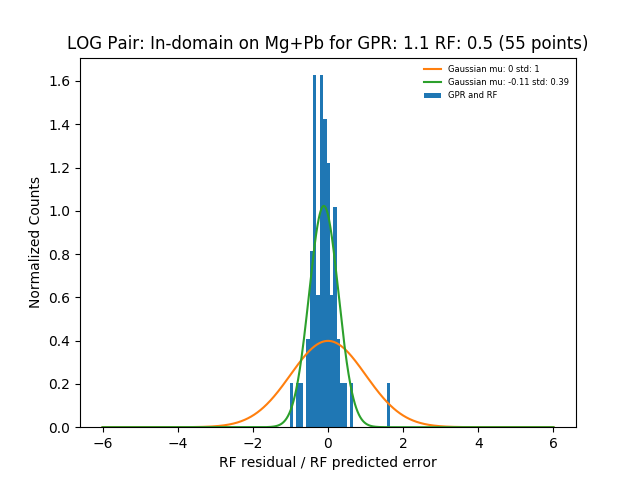 LOG Pair: In-domain on Mg+Pb for GPR: 1.1 RF: 0.5 (55 points)
Gaussian mu: 0 std: 1
Gaussian mu: -0.11 std: 0.39
GPR and RF
Normalized Counts
1.6
1.4
1.2
1.0
0.8
0.6
0.4
0.2
0.0
−6 −4 −2 0 2 4 6
RF residual / RF predicted error